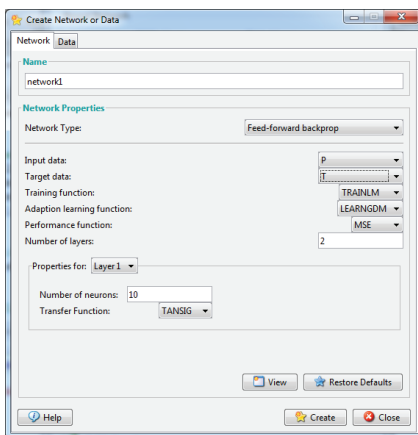 Create Network or Data
Network Data
Name
network1
Network Properties
Network Type: Feed-forward backprop
Input data: P
Target data: T
Training function: TRAINLM
Adaption learning function: LEARNGDM
Performance function: MSE
Number of layers: 2
Properties for: Layer 1
Number of neurons: 10
Transfer Function: TANSIG
View Restore Defaults
Help Create Close